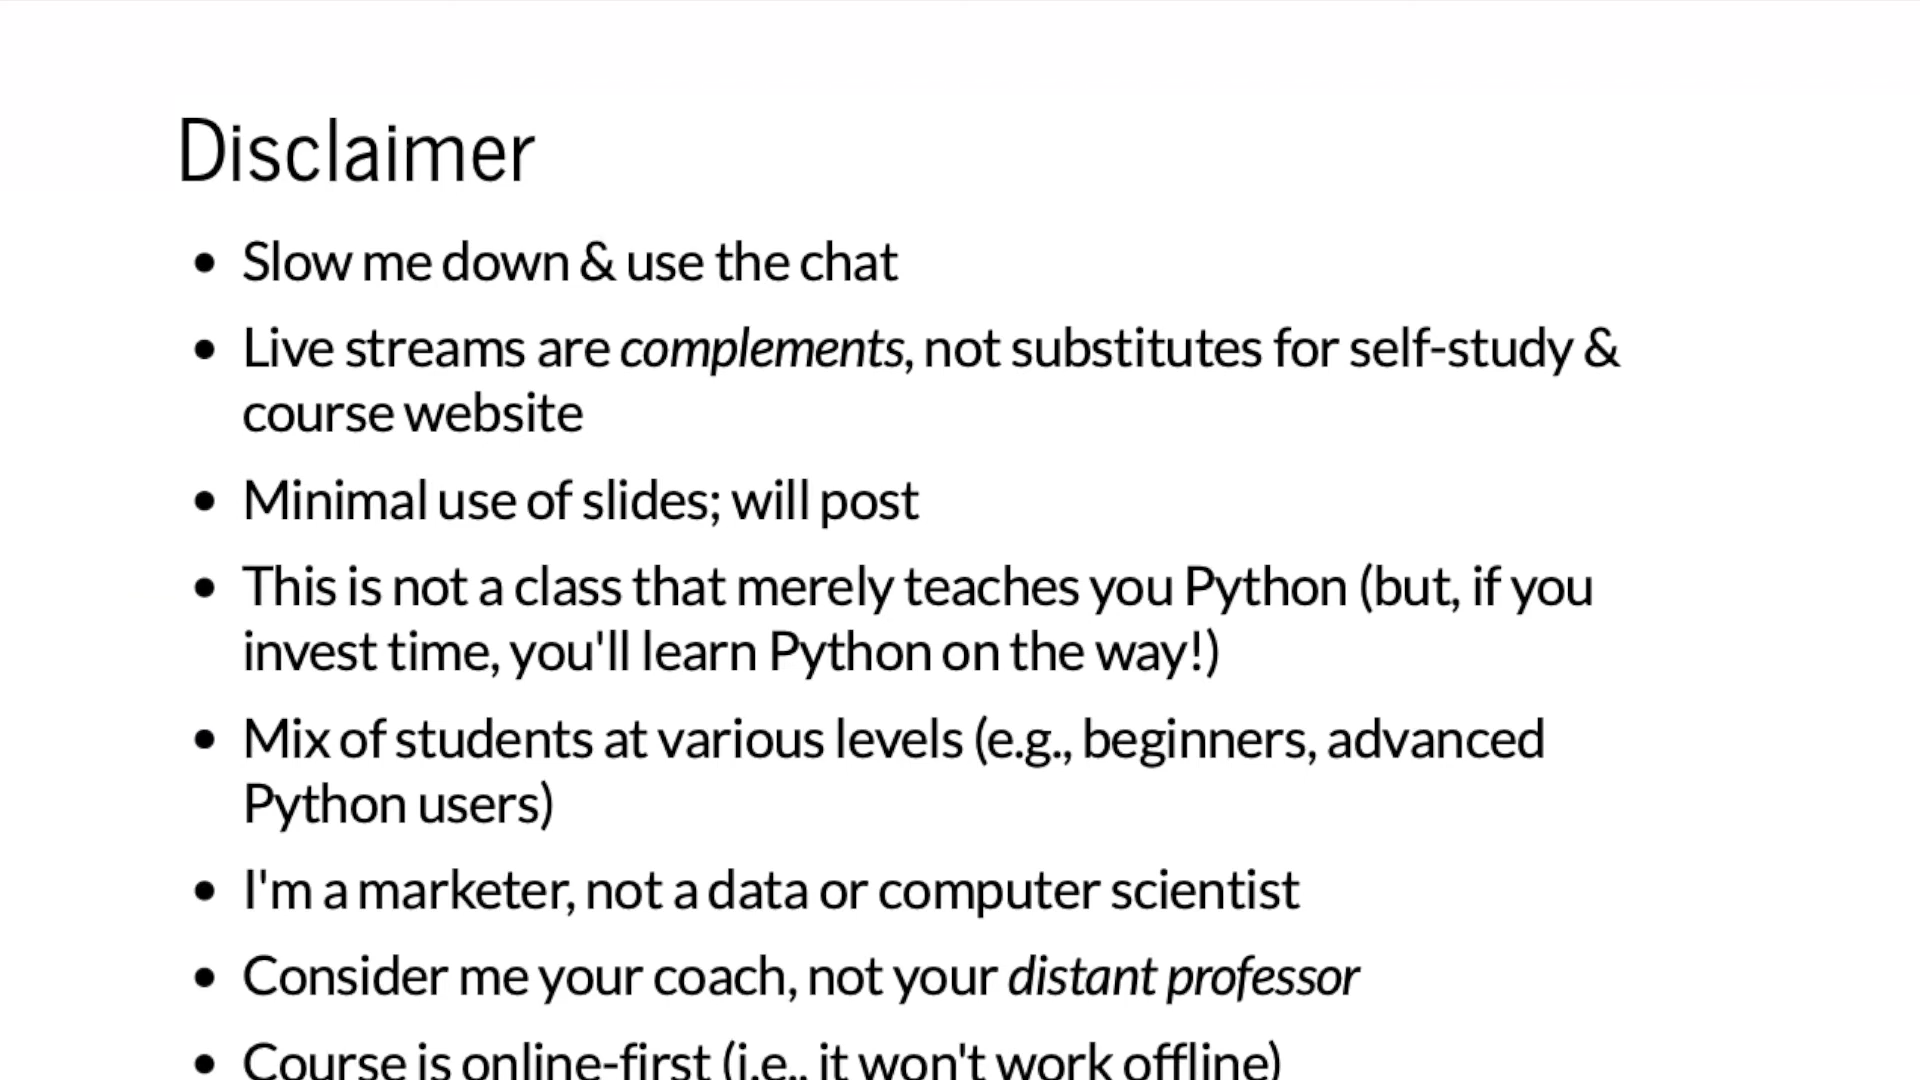 Disclaimer
• Slow me down & use the chat
• Live streams are complements, not substitutes for self-study &
course website
• Minimal use of slides; will post
• This is not a class that merely teaches you Python (but, if you
invest time, you'll learn Python on the way!)
• Mix of students at various levels (e.g., beginners, advanced
Python users)
• I'm a marketer, not a data or computer scientist
• Consider me your coach, not your distant professor
• Course is online-first (i.e., it won't work offline)